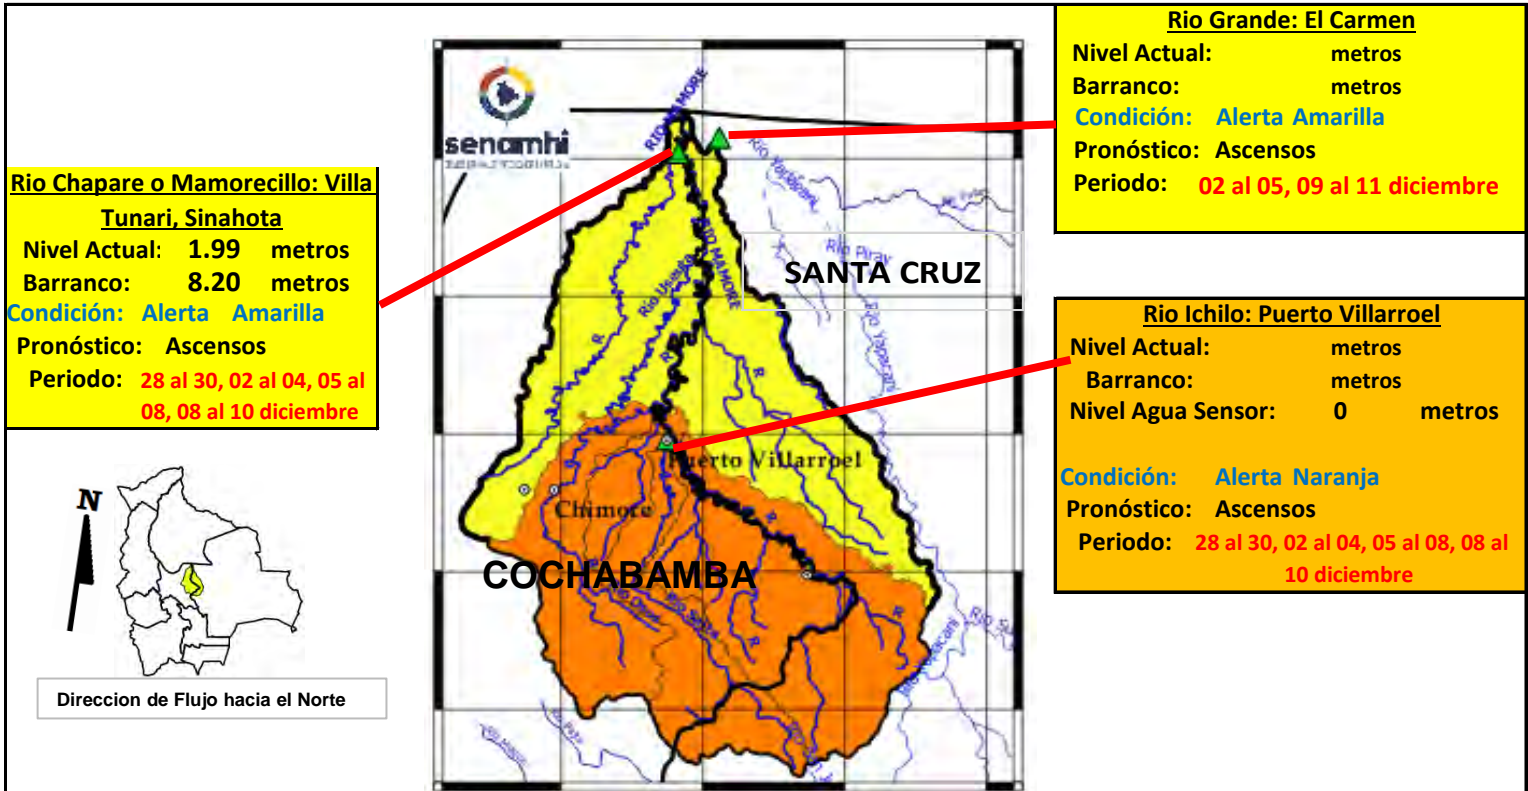 Rio Grande: El Carmen
Nivel Actual: metros
Barranco: metros
Condición: Alerta Amarilla
Pronóstico: Ascensos
Periodo: 02 al 05, 09 al 11 diciembre
senamhi
Rio Chapare o Mamorecillo: Villa
Tunari, Sinahota
Nivel Actual: 1.99 metros
Barranco: 8.20 metros
Condición: Alerta Amarilla
Pronóstico: Ascensos
Periodo: 28 al 30, 02 al 04, 05 al
08, 08 al 10 diciembre
Rio Ichilo: Puerto Villarroel
Nivel Actual: metros
Barranco: metros
Nivel Agua Sensor: 0 metros
Condición: Alerta Naranja
Pronóstico: Ascensos
Periodo: 28 al 30, 02 al 04, 05 al 08, 08 al
10 diciembre
RIO MAMORE
RIO MAMORE
Rio Piray
SANTA CRUZ
Rio Yapacani
R
R
R
Puerto Villarroel
Chimore
COCHABAMBA
R
R
R
N
Direccion de Flujo hacia el Norte